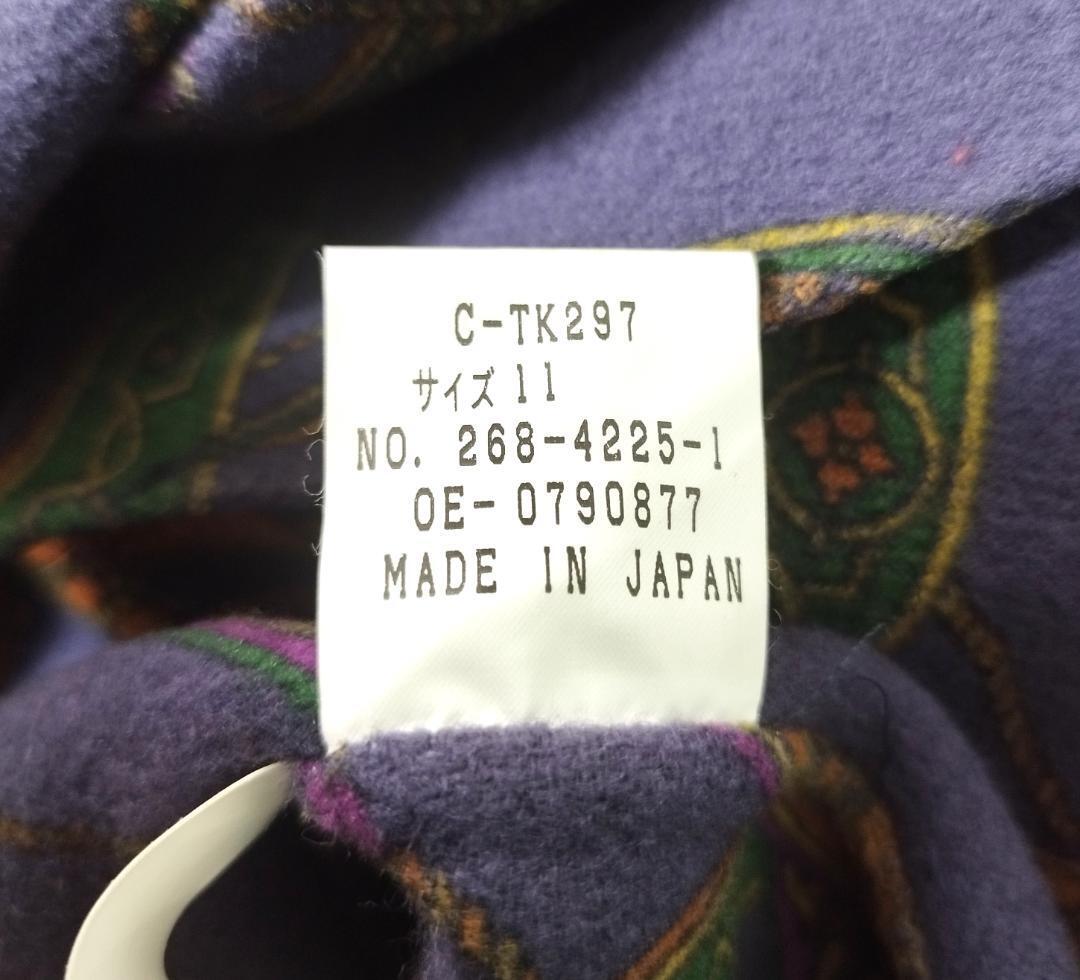 C-TK297
サイズ11
NO. 268-4225-1
OE-0790877
MADE IN JAPAN